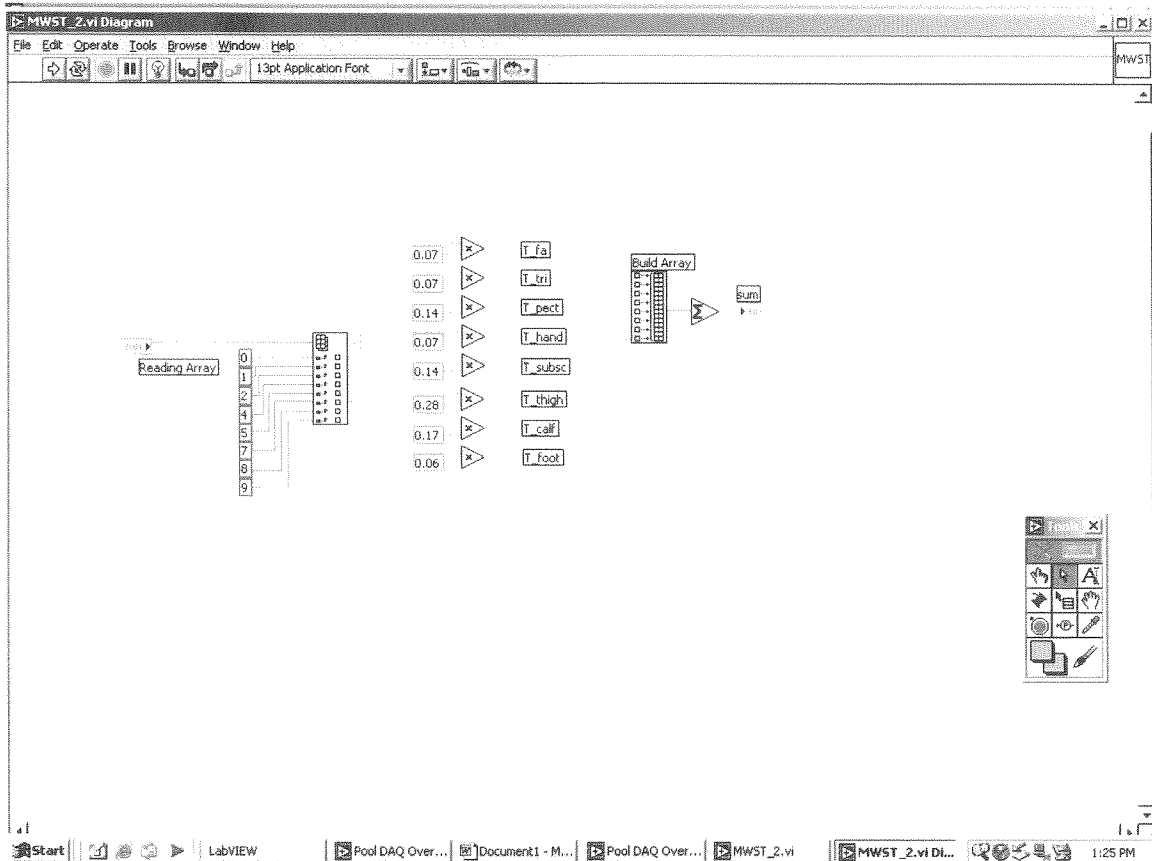 MWST_2.vi Diagram
File Edit Operate Tools Browse Window Help
13pt Application Font
MWST
0.07 T_fa
0.07 T_tri
0.14 T_pect
0.07 T_hand
0.14 T_subsc
0.28 T_thigh
0.17 T_calf
0.06 T_foot
Build Array
Σ
sum
Reading Array
0
1
2
4
5
7
8
9
Tools
Start LabVIEW Pool DAQ Over... Document1 - M... Pool DAQ Over... MWST_2.vi MWST_2.vi Di... 1:25 PM